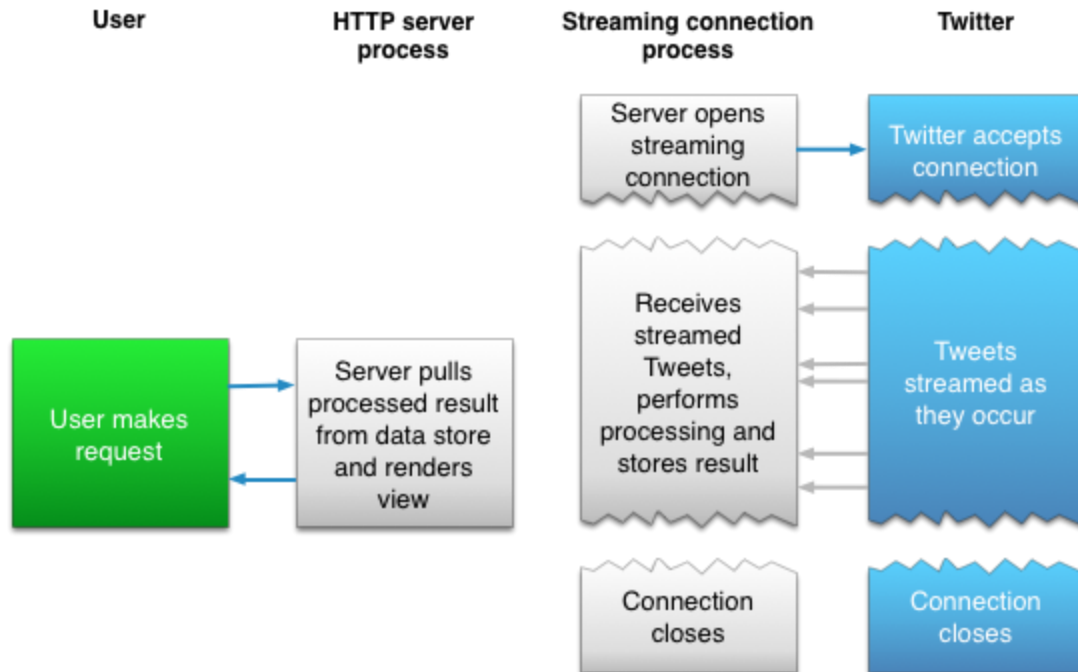 User
HTTP server
process
Streaming connection
process
Twitter
Server opens
streaming
connection
Twitter accepts
connection
User makes
request
Server pulls
processed result
from data store
and renders
view
Receives
streamed
Tweets,
performs
processing and
stores result
Tweets
streamed as
they occur
Connection
closes
Connection
closes